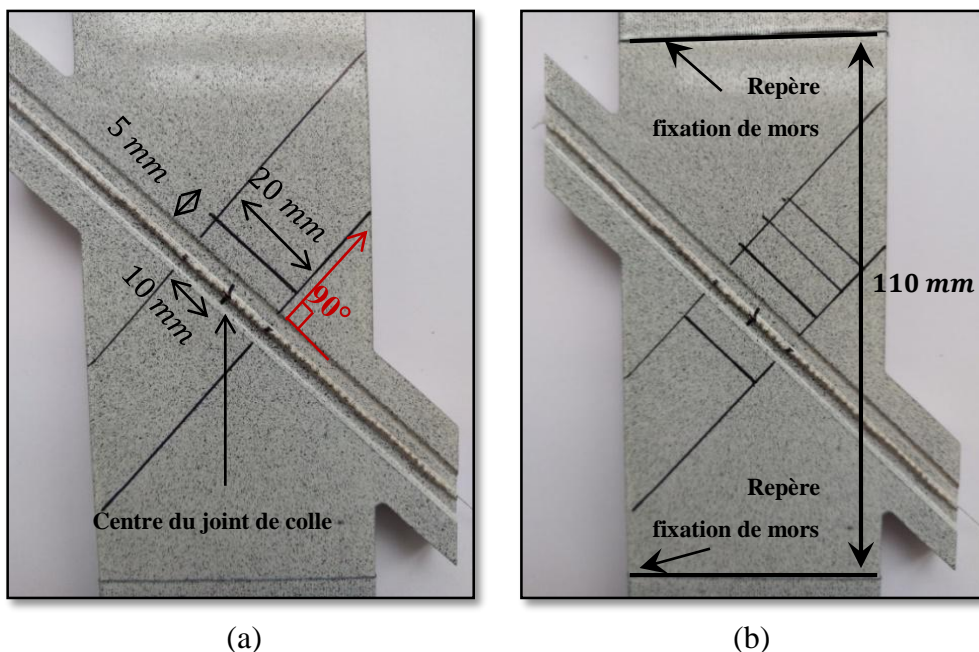 5 mm
20 mm
90°
10 mm
Centre du joint de colle
(a)
Repère
fixation de mors
110 mm
Repère
fixation de mors
(b)